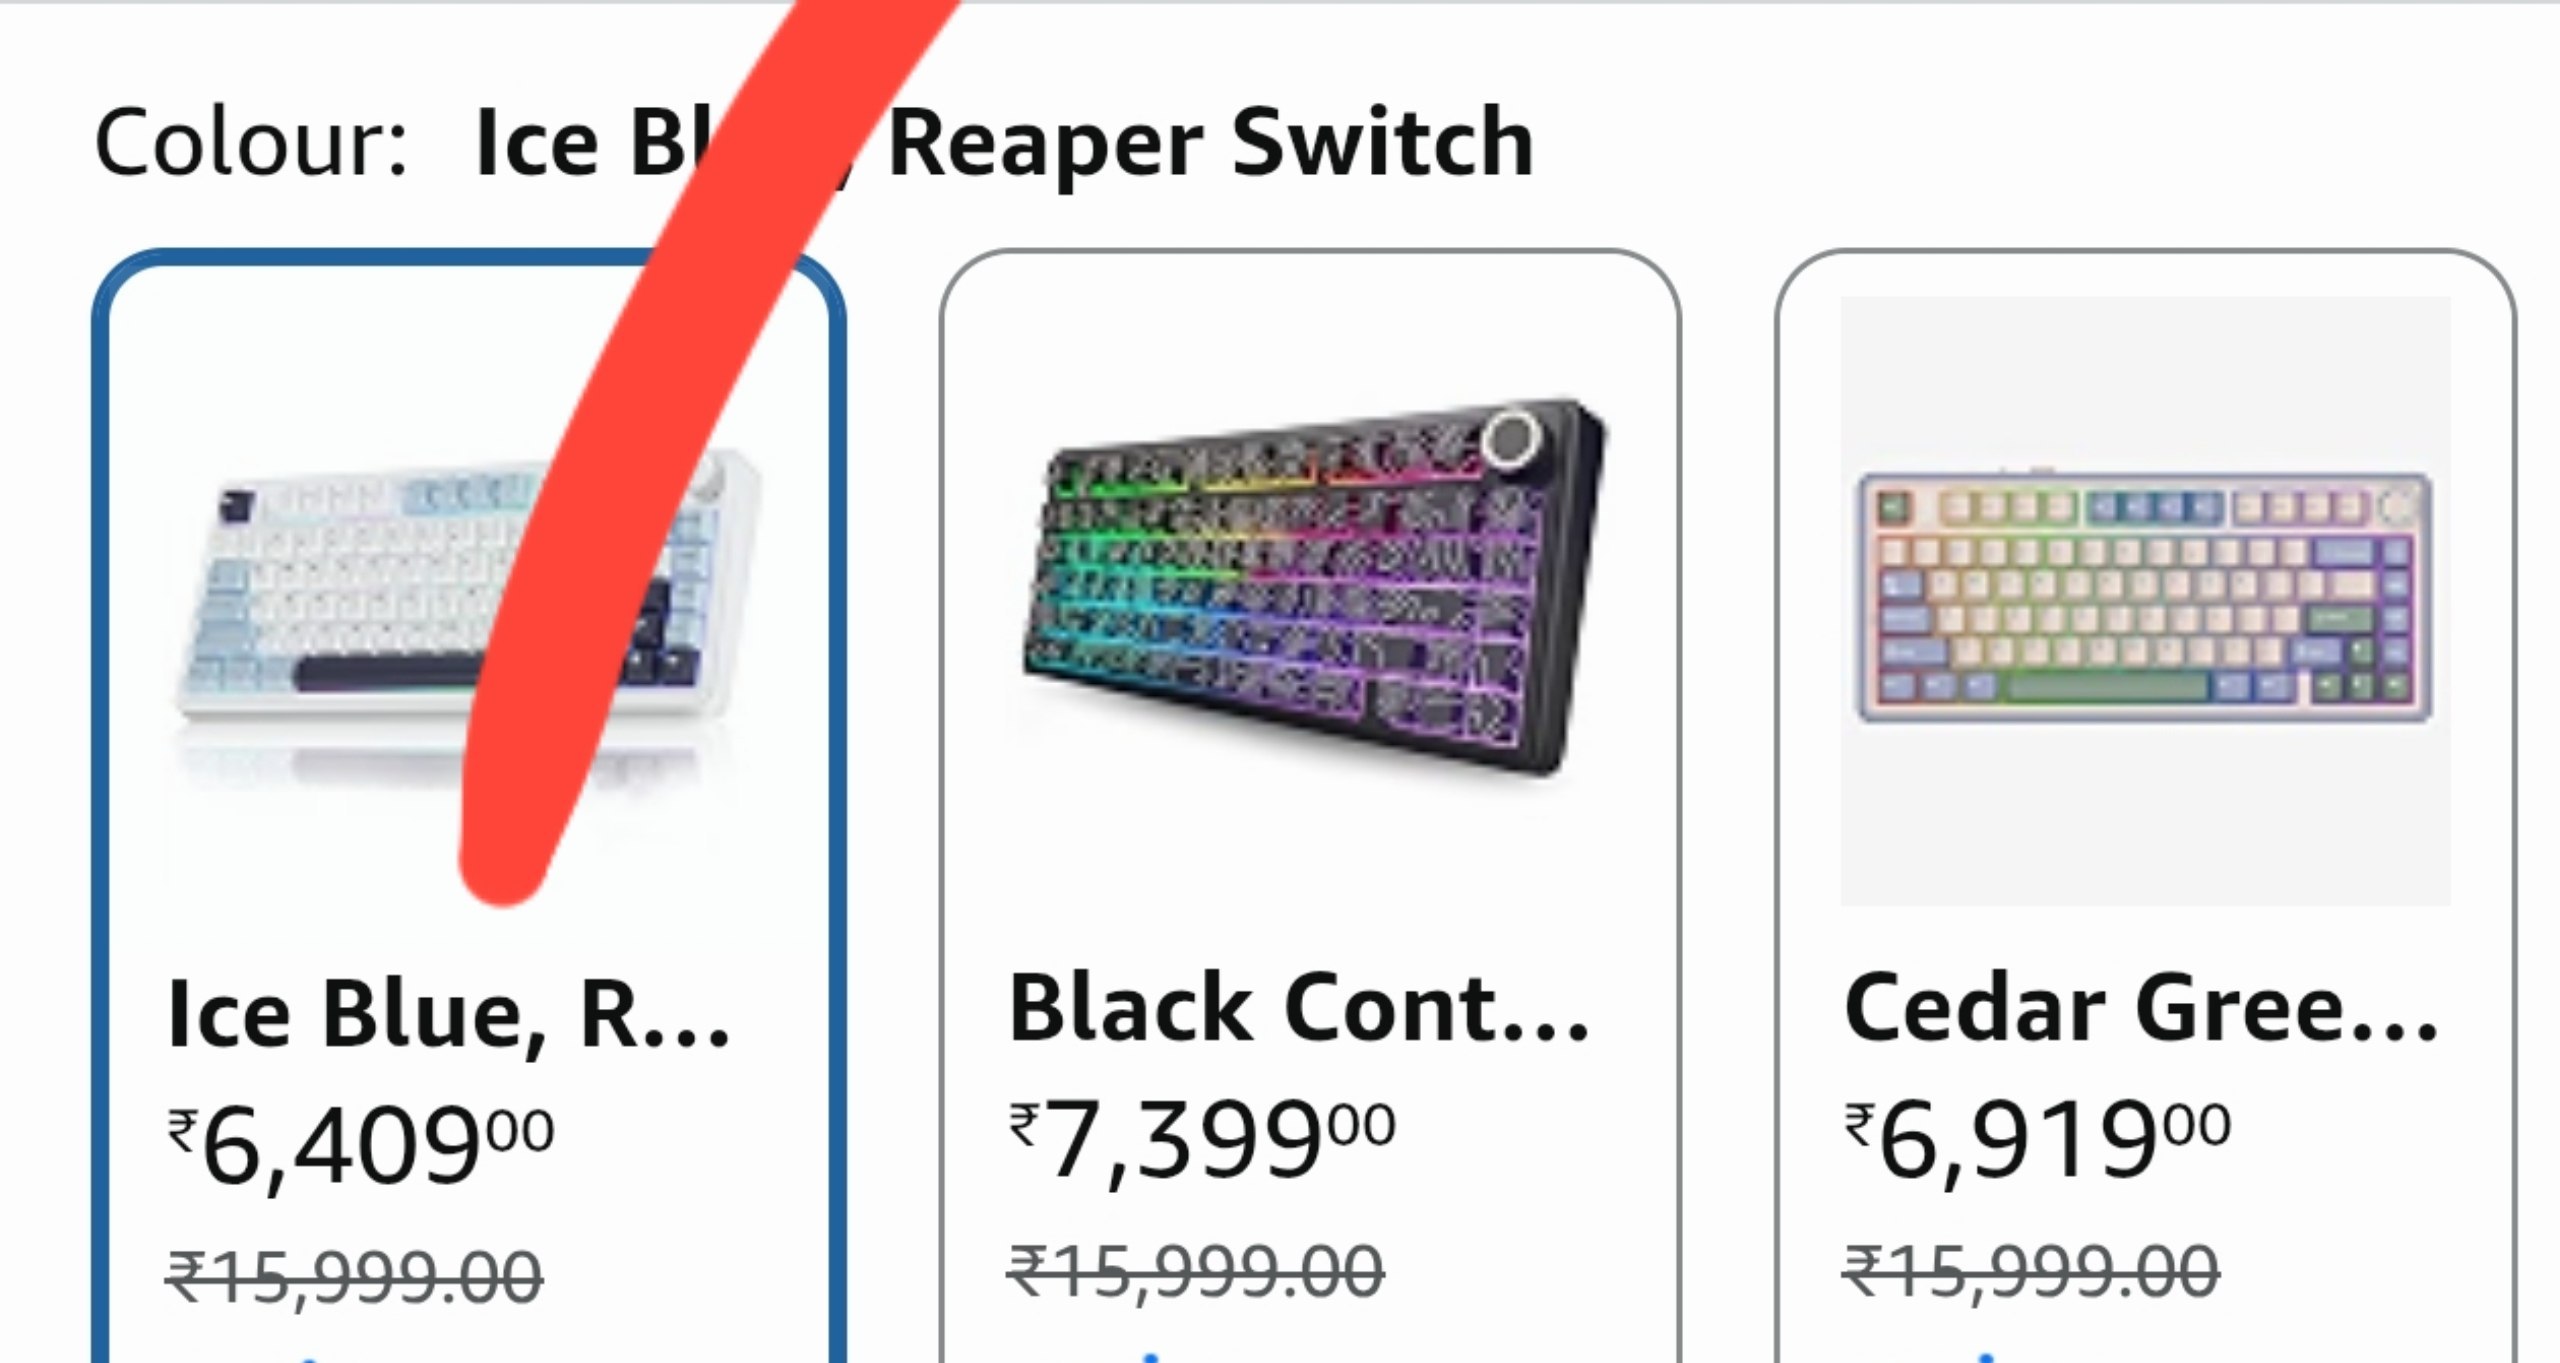 Colour: Ice Bl , Reaper Switch
Ice Blue, R...
Black Cont...
Cedar Gree...
₹6,40900
₹7,39900
₹6,91900
₹15,999.00
₹15,999.00
₹15,999.00